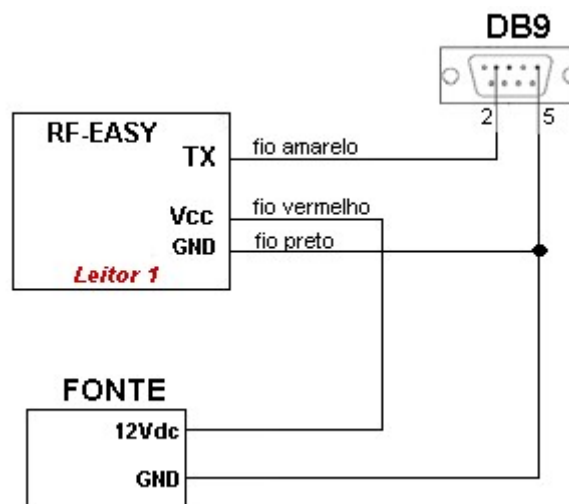 DB9
2 5
RF-EASY
TX
fio amarelo
Vcc
fio vermelho
GND
fio preto
Leitor 1
FONTE
12Vdc
GND